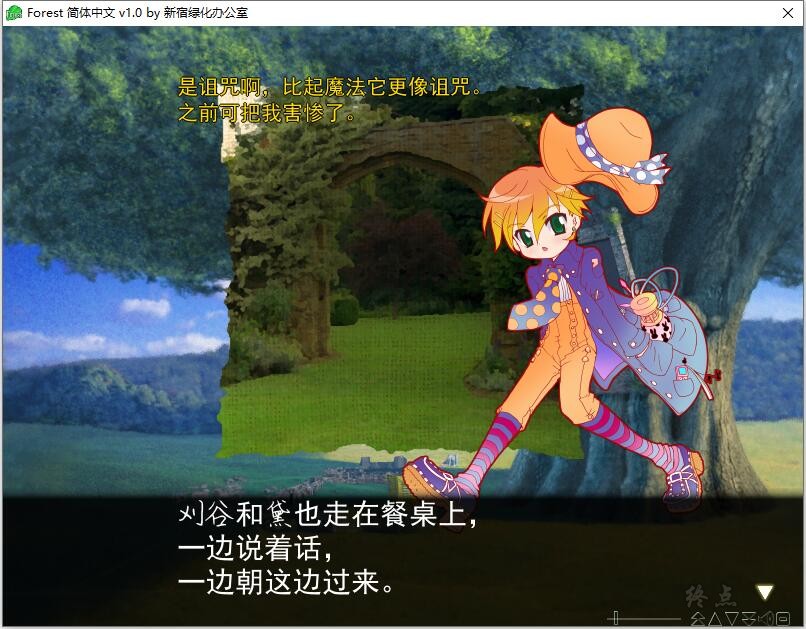 Forest 简体中文 v1.0 by 新宿绿化办公室
是诅咒啊，比起魔法它更像诅咒。
之前可把我害惨了。
刈谷和黛也走在餐桌上，
一边说着话，
一边朝这边过来。
终点